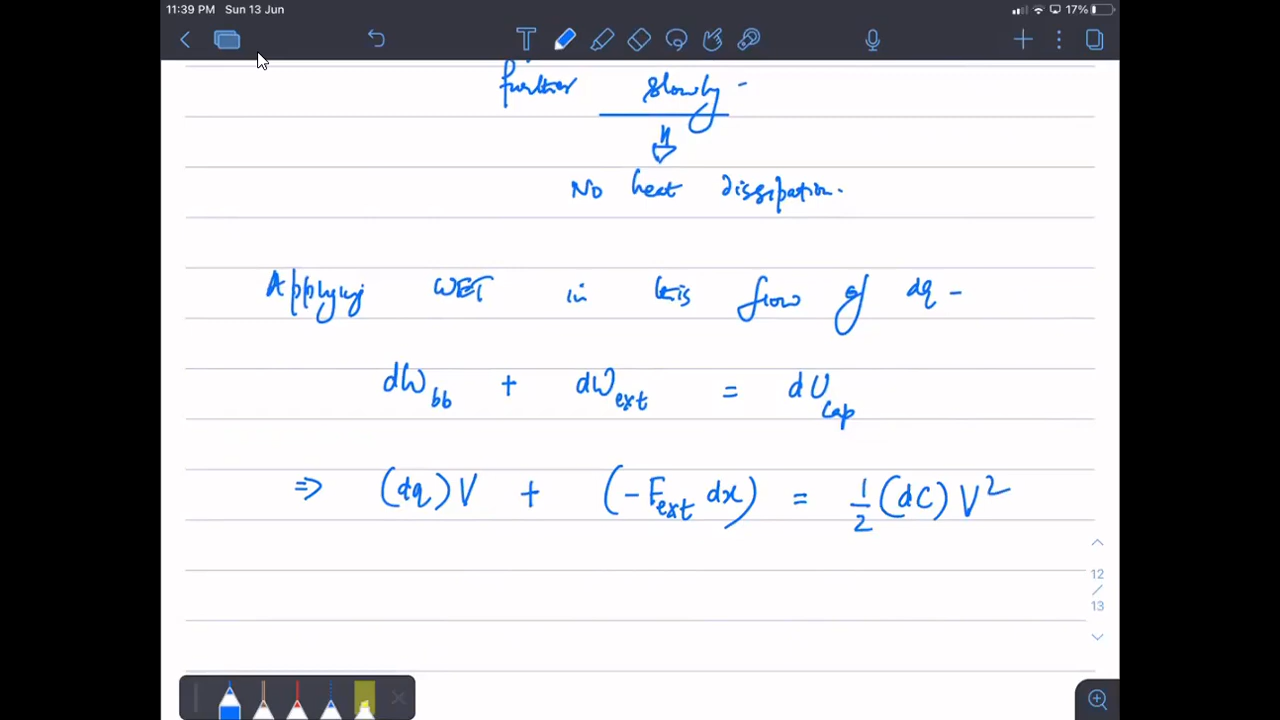 11:39 PM Sun 13 Jun 17%
further slowly -
No heat dissipation.
Applying WET in this flow of dq -
dW_bb + dW_ext = dU_cap
⇒ (dq)V + (-F_ext dx) = 1/2 (dC) V²
12
/
13